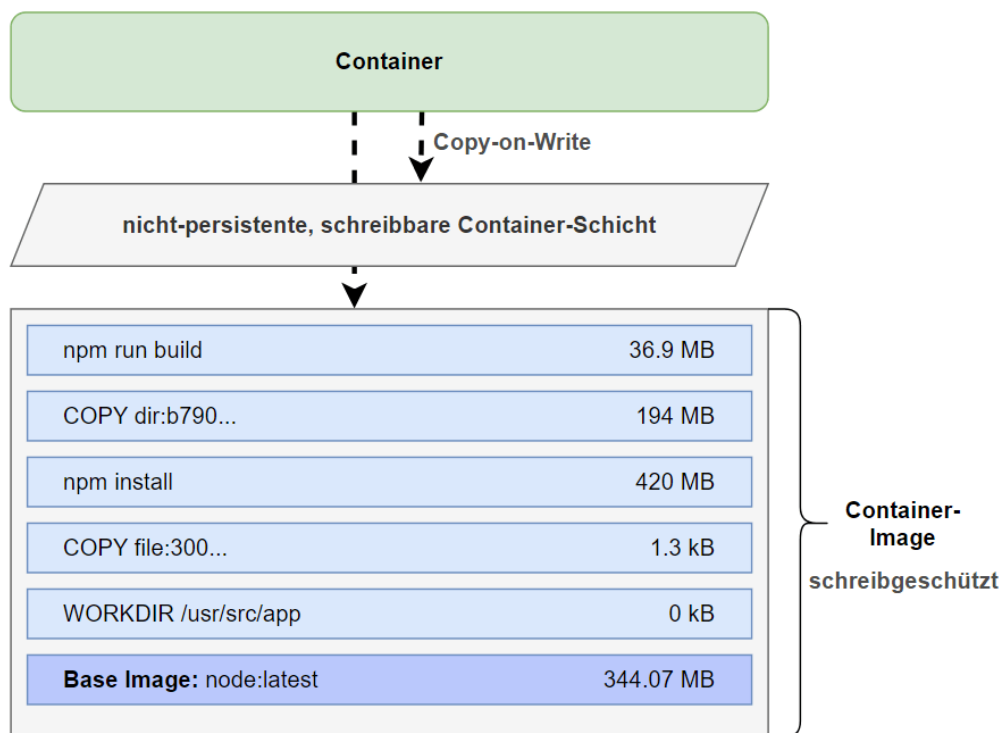 Container
Copy-on-Write
nicht-persistente, schreibbare Container-Schicht
npm run build 36.9 MB
COPY dir:b790... 194 MB
npm install 420 MB
COPY file:300... 1.3 kB
WORKDIR /usr/src/app 0 kB
Base Image: node:latest 344.07 MB
Container-
Image
schreibgeschützt